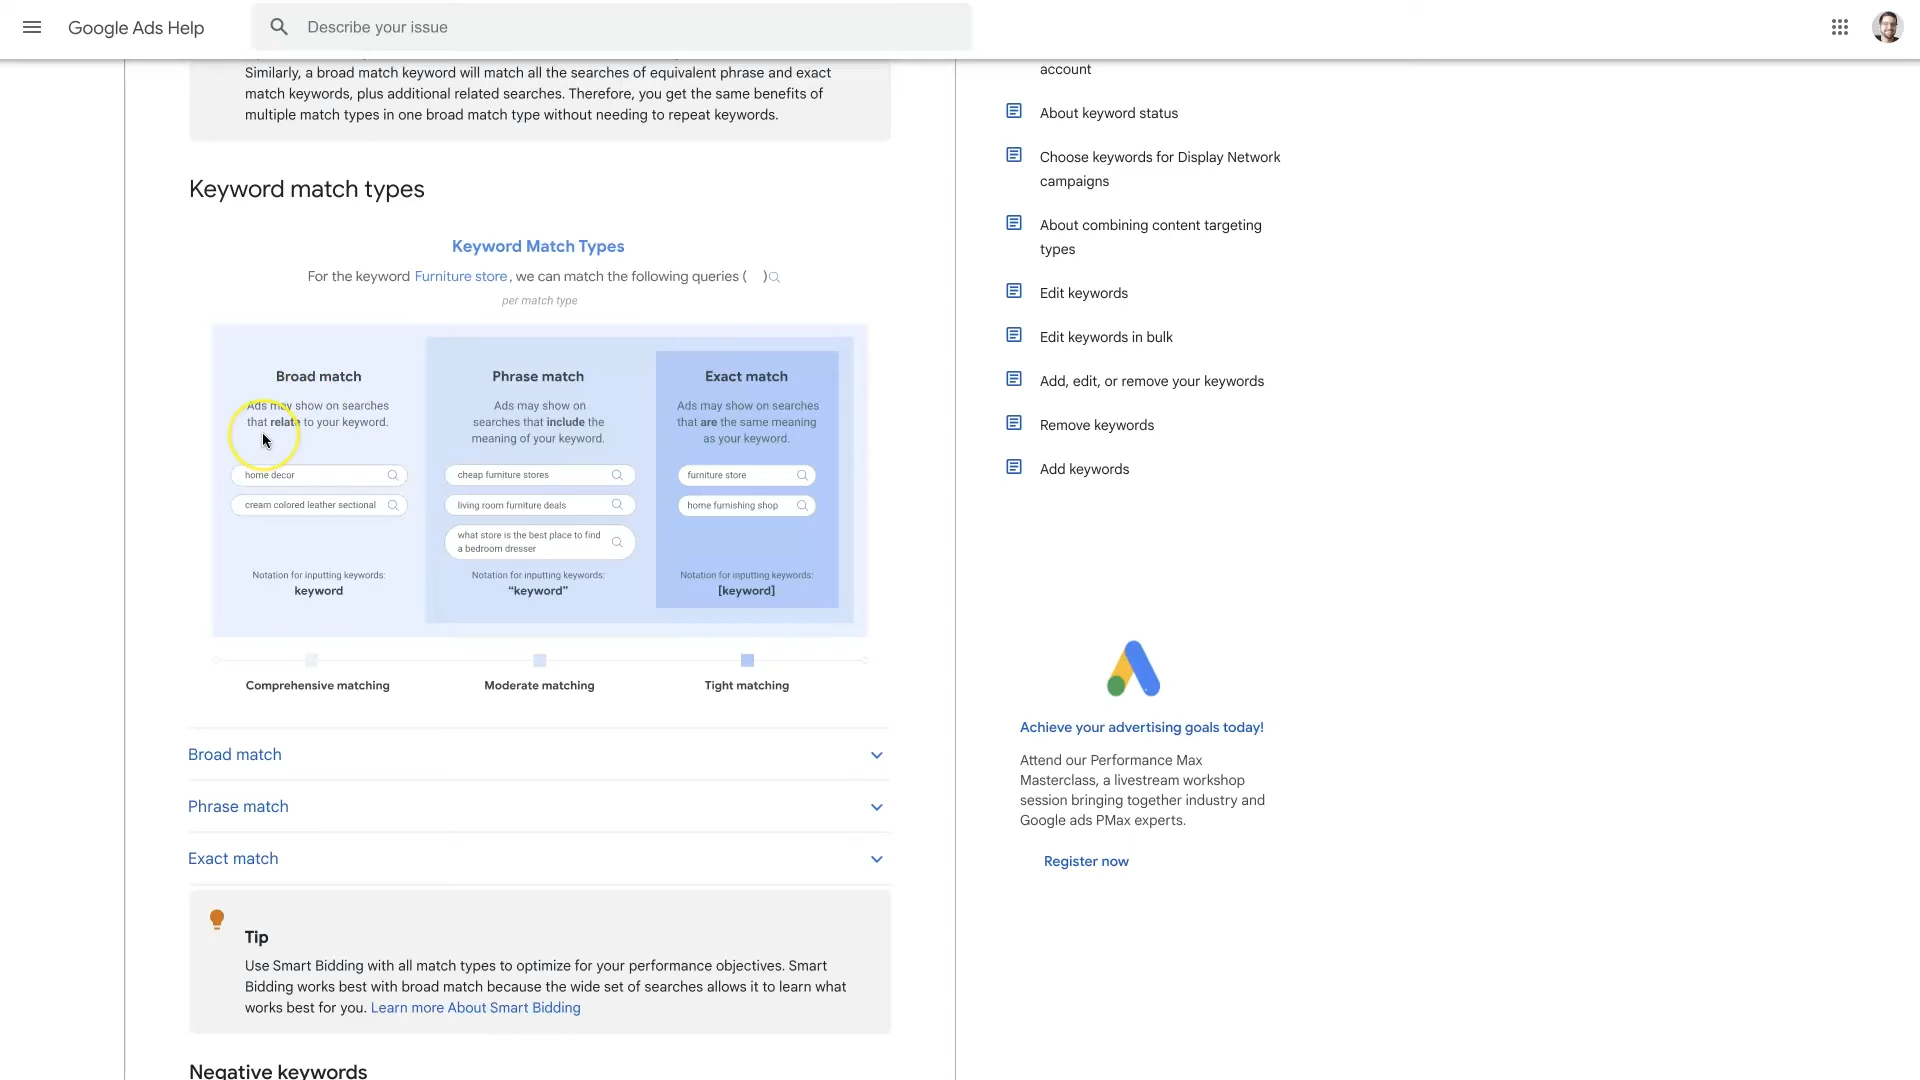 Google Ads Help
Describe your issue
Similarly, a broad match keyword will match all the searches of equivalent phrase and exact
match keywords, plus additional related searches. Therefore, you get the same benefits of
multiple match types in one broad match type without needing to repeat keywords.
Keyword match types
Keyword Match Types
For the keyword Furniture store, we can match the following queries ( )
per match type
Broad match
Ads may show on searches
that relate to your keyword.
home decor
cream colored leather sectional
Notation for inputting keywords:
keyword
Phrase match
Ads may show on
searches that include the
meaning of your keyword.
cheap furniture stores
living room furniture deals
what store is the best place to find
a bedroom dresser
Notation for inputting keywords:
“keyword”
Exact match
Ads may show on searches
that are the same meaning
as your keyword.
furniture store
home furnishing shop
Notation for inputting keywords:
[keyword]
Comprehensive matching
Moderate matching
Tight matching
Broad match
Phrase match
Exact match
Tip
Use Smart Bidding with all match types to optimize for your performance objectives. Smart
Bidding works best with broad match because the wide set of searches allows it to learn what
works best for you. Learn more About Smart Bidding
Negative keywords
account
About keyword status
Choose keywords for Display Network
campaigns
About combining content targeting
types
Edit keywords
Edit keywords in bulk
Add, edit, or remove your keywords
Remove keywords
Add keywords
Achieve your advertising goals today!
Attend our Performance Max
Masterclass, a livestream workshop
session bringing together industry and
Google ads PMax experts.
Register now